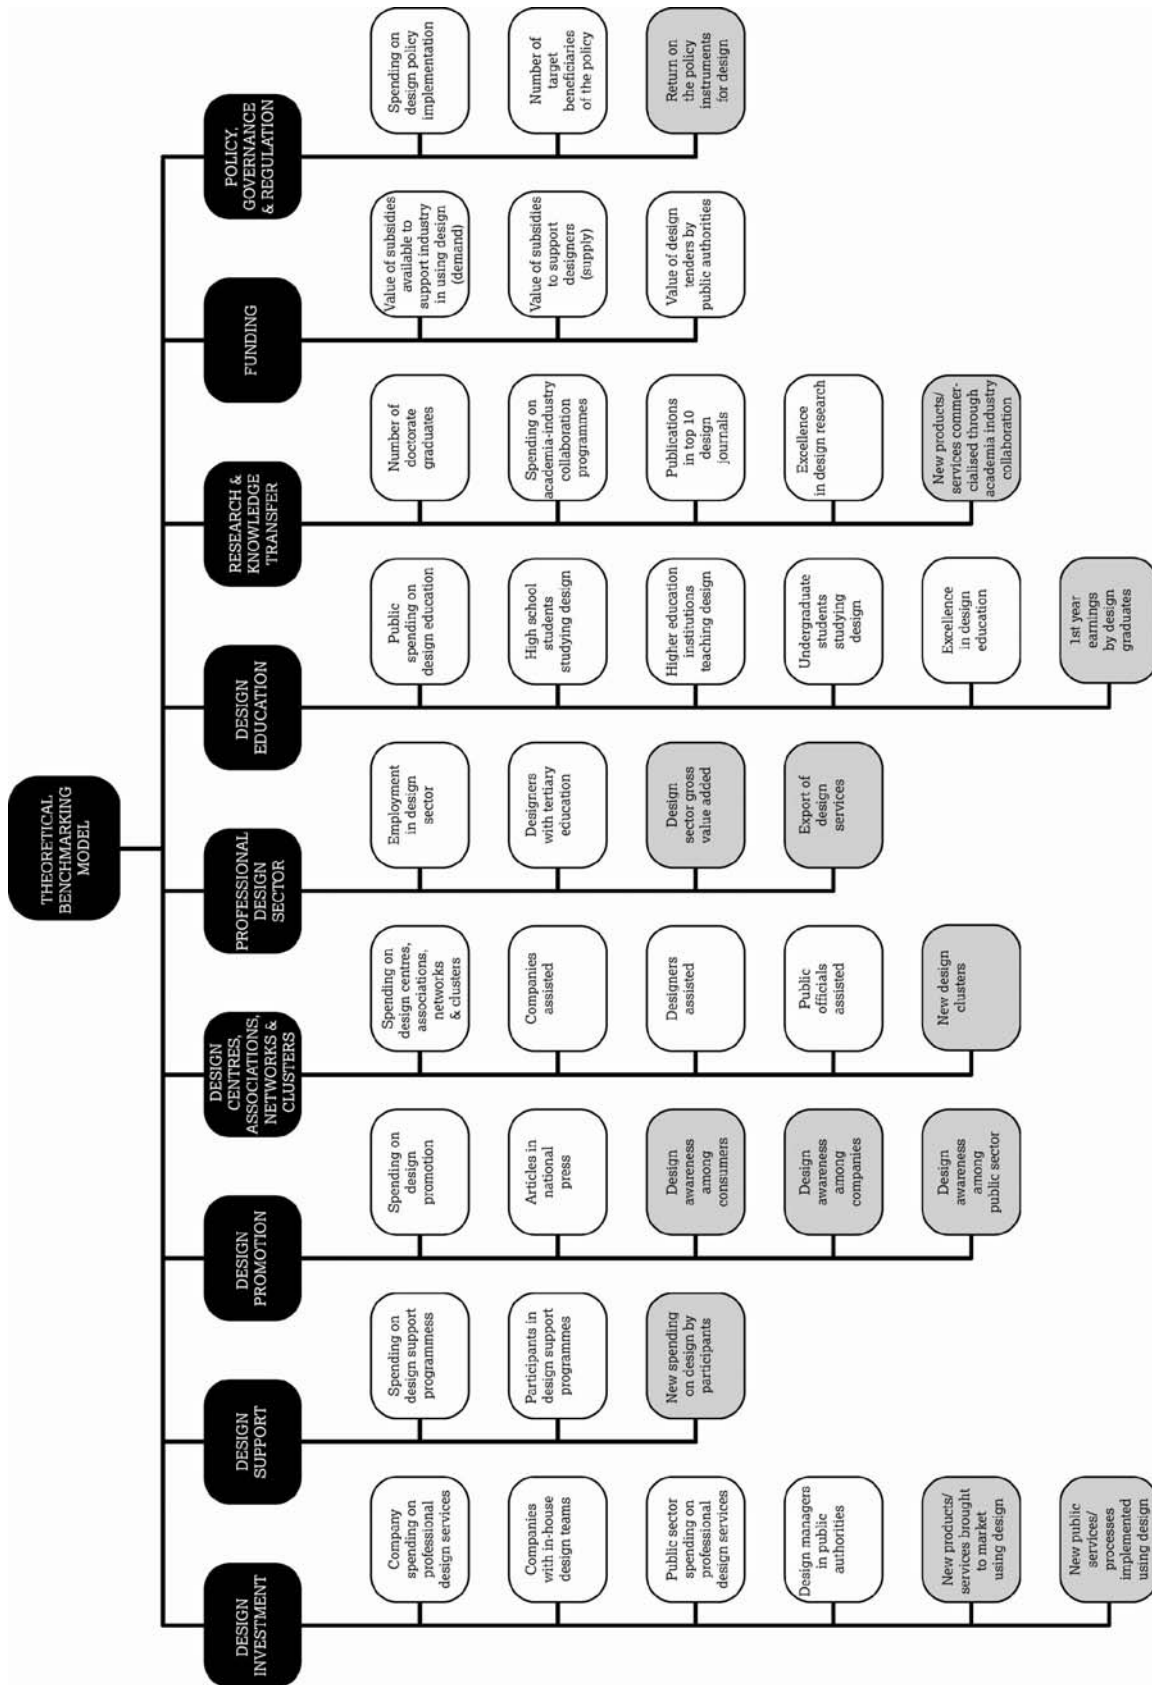 THEORETICAL
BENCHMARKING
MODEL
DESIGN
INVESTMENT
Company
spending on
professional
design services
Companies
with in-house
design teams
Public sector
spending on
professional
design services
Design managers
in public
authorities
New products/
services brought
to market
using design
New public
services/
processes
implemented
using design
DESIGN
SUPPORT
Spending on
design support
programmess
Participants in
design support
programmes
New spending
on design by
participants
DESIGN
PROMOTION
Spending on
design
promotion
Articles in
national
press
Design
awareness
among
consumers
Design
awareness
among
companies
Design
awareness
among
public sector
DESIGN
CENTRES,
ASSOCIATIONS,
NETWORKS &
CLUSTERS
Spending on
design centres,
associations,
networks
& clusters
Companies
assisted
Designers
assisted
Public
officials
assisted
New design
clusters
PROFESSIONAL
DESIGN
SECTOR
Employment
in design
sector
Designers
with tertiary
education
Design
sector gross
value added
Export of
design
services
DESIGN
EDUCATION
Public
spending on
design education
High school
students
studying design
Higher education
institutions
teaching design
Undergraduate
students
studying
design
Excellence
in design
education
1st year
earnings
by design
graduates
RESEARCH &
KNOWLEDGE
TRANSFER
Number of
doctorate
graduates
Spending on
academia-industry
collaboration
programmes
Publications
in top 10
design
journals
Excellence
in design research
New products/
services commer-
cialised through
academia industry
collaboration
FUNDING
Value of subsidies
available to
support industry
in using design
(demand)
Value of subsidies
to support
designers
(supply)
Value of design
tenders by
public authorities
POLICY,
GOVERNANCE
& REGULATION
Spending on
design policy
implementation
Number of
target
beneficiaries
of the policy
Return on
the policy
instruments
for design